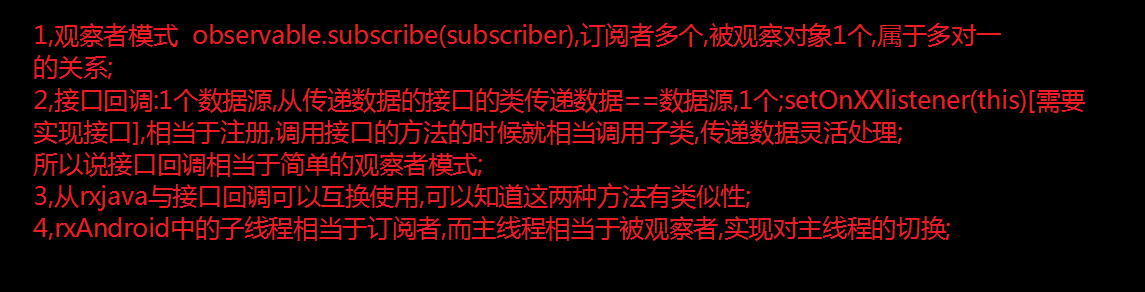 1,观察者模式  observable.subscribe(subscriber),订阅者多个,被观察对象1个,属于多对一
的关系;
2,接口回调:1个数据源,从传递数据的接口的类传递数据==数据源,1个;setOnXXlistener(this)[需要
实现接口],相当于注册,调用接口的方法的时候就相当调用子类,传递数据灵活处理;
所以说接口回调相当于简单的观察者模式;
3,从rxjava与接口回调可以互换使用,可以知道这两种方法有类似性;
4,rxAndroid中的子线程相当于订阅者,而主线程相当于被观察者,实现对主线程的切换;